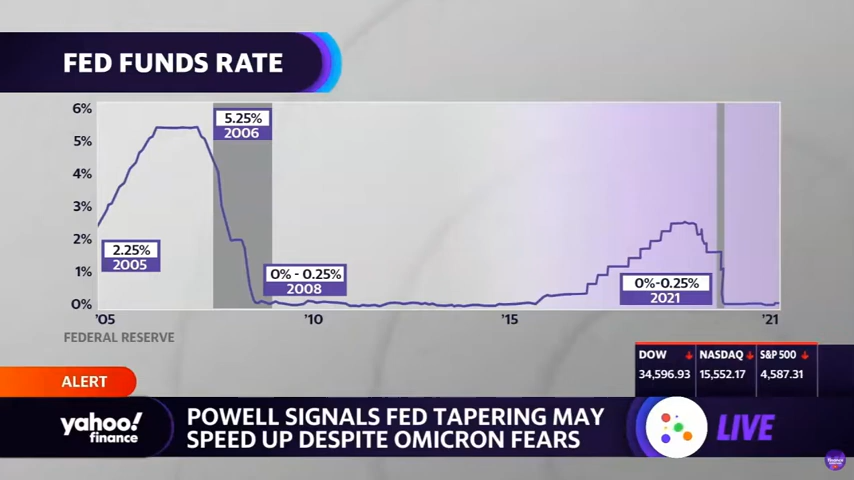 FED FUNDS RATE
6%
5%
4%
3%
2%
1%
0%
5.25%
2006
2.25%
2005
0% - 0.25%
2008
0%-0.25%
2021
'05
'10
'15
'21
FEDERAL RESERVE
DOW NASDAQ S&P 500
34,596.93 15,552.17 4,587.31
ALERT
yahoo!
finance
POWELL SIGNALS FED TAPERING MAY
SPEED UP DESPITE OMICRON FEARS
LIVE